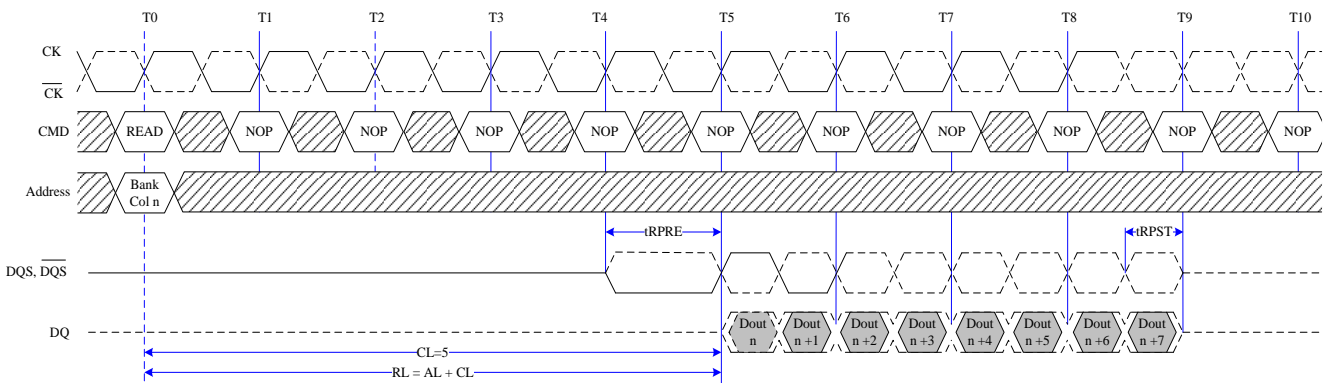 T0 T1 T2 T3 T4 T5 T6 T7 T8 T9 T10
CK
CK
CMD READ NOP NOP NOP NOP NOP NOP NOP NOP NOP NOP
Address Bank
Col n
tRPRE tRPST
DQS, DQS
DQ Dout Dout Dout Dout Dout Dout Dout Dout
n n +1 n +2 n +3 n +4 n +5 n +6 n +7
CL=5
RL = AL + CL